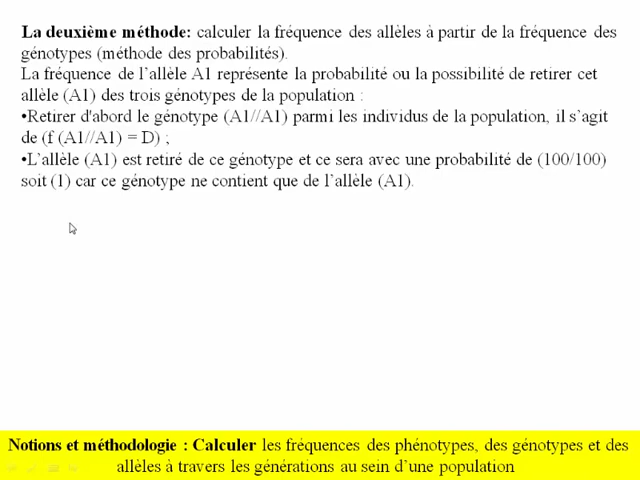 La deuxième méthode: calculer la fréquence des allèles à partir de la fréquence des
génotypes (méthode des probabilités).
La fréquence de l’allèle A1 représente la probabilité ou la possibilité de retirer cet
allèle (A1) des trois génotypes de la population :
•Retirer d'abord le génotype (A1//A1) parmi les individus de la population, il s’agit
de (f (A1//A1) = D) ;
•L’allèle (A1) est retiré de ce génotype et ce sera avec une probabilité de (100/100)
soit (1) car ce génotype ne contient que de l’allèle (A1).
Notions et méthodologie : Calculer les fréquences des phénotypes, des génotypes et des
allèles à travers les générations au sein d’une population